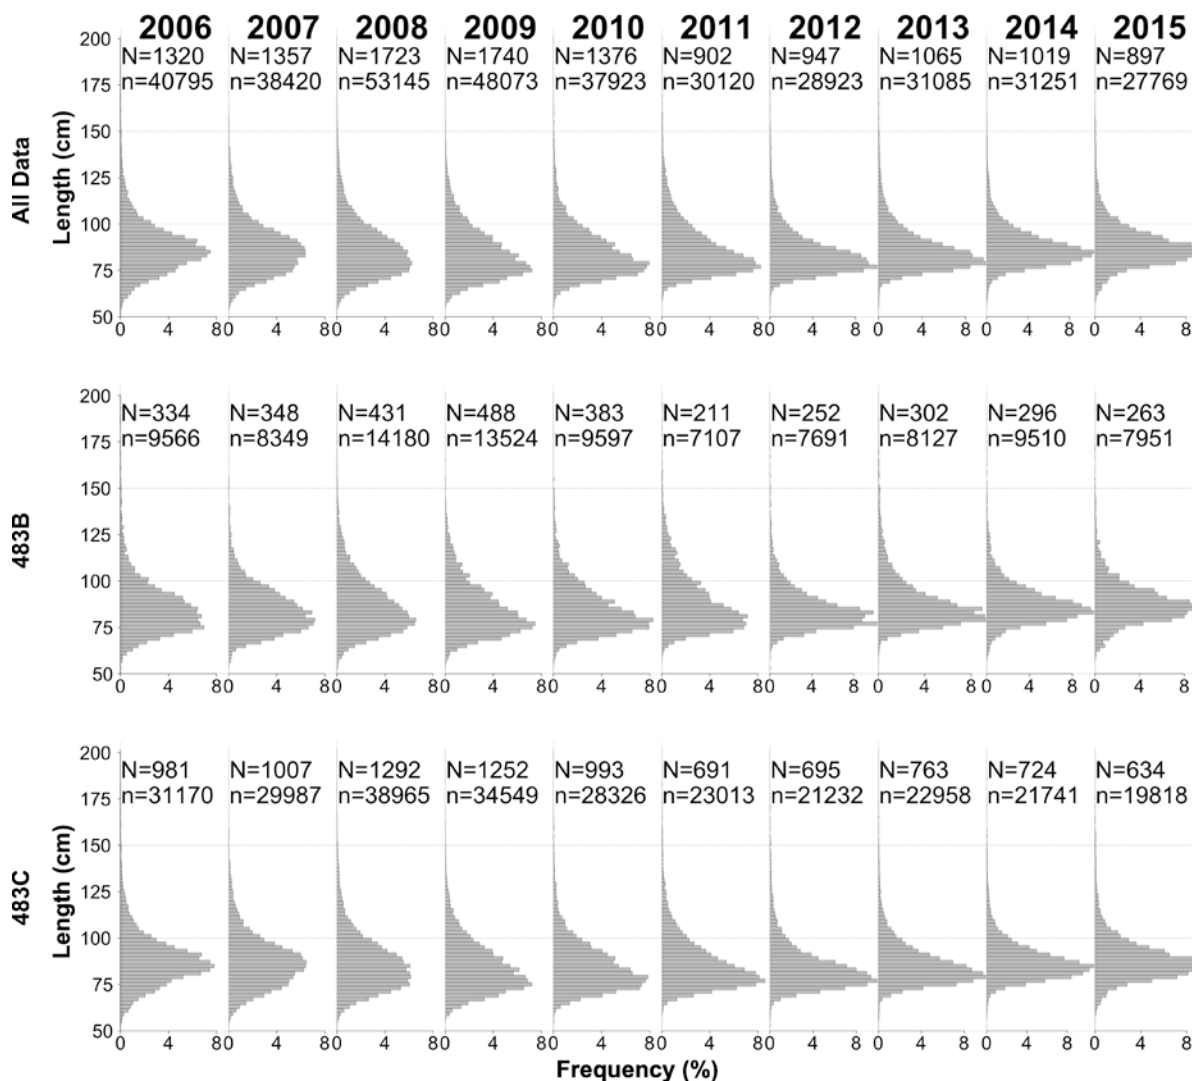 2006 2007 2008 2009 2010 2011 2012 2013 2014 2015
All Data
Length (cm)
200
175
150
125
100
75
50
N=1320 N=1357 N=1723 N=1740 N=1376 N=902 N=947 N=1065 N=1019 N=897
n=40795 n=38420 n=53145 n=48073 n=37923 n=30120 n=28923 n=31085 n=31251 n=27769
0 4 80 4 80 4 80 4 80 4 80 4 80 4 80 4 8 0 4 8 0 4 8
483B
200
175
150
125
100
75
50
N=334 N=348 N=431 N=488 N=383 N=211 N=252 N=302 N=296 N=263
n=9566 n=8349 n=14180 n=13524 n=9597 n=7107 n=7691 n=8127 n=9510 n=7951
0 4 80 4 80 4 80 4 80 4 80 4 80 4 8 0 4 8 0 4 8 0 4 8
483C
Length (cm)
200
175
150
125
100
75
50
N=981 N=1007 N=1292 N=1252 N=993 N=691 N=695 N=763 N=724 N=634
n=31170 n=29987 n=38965 n=34549 n=28326 n=23013 n=21232 n=22958 n=21741 n=19818
0 4 80 4 80 4 80 4 80 4 80 4 80 4 8 0 4 8 0 4 8 0 4 8
Frequency (%)